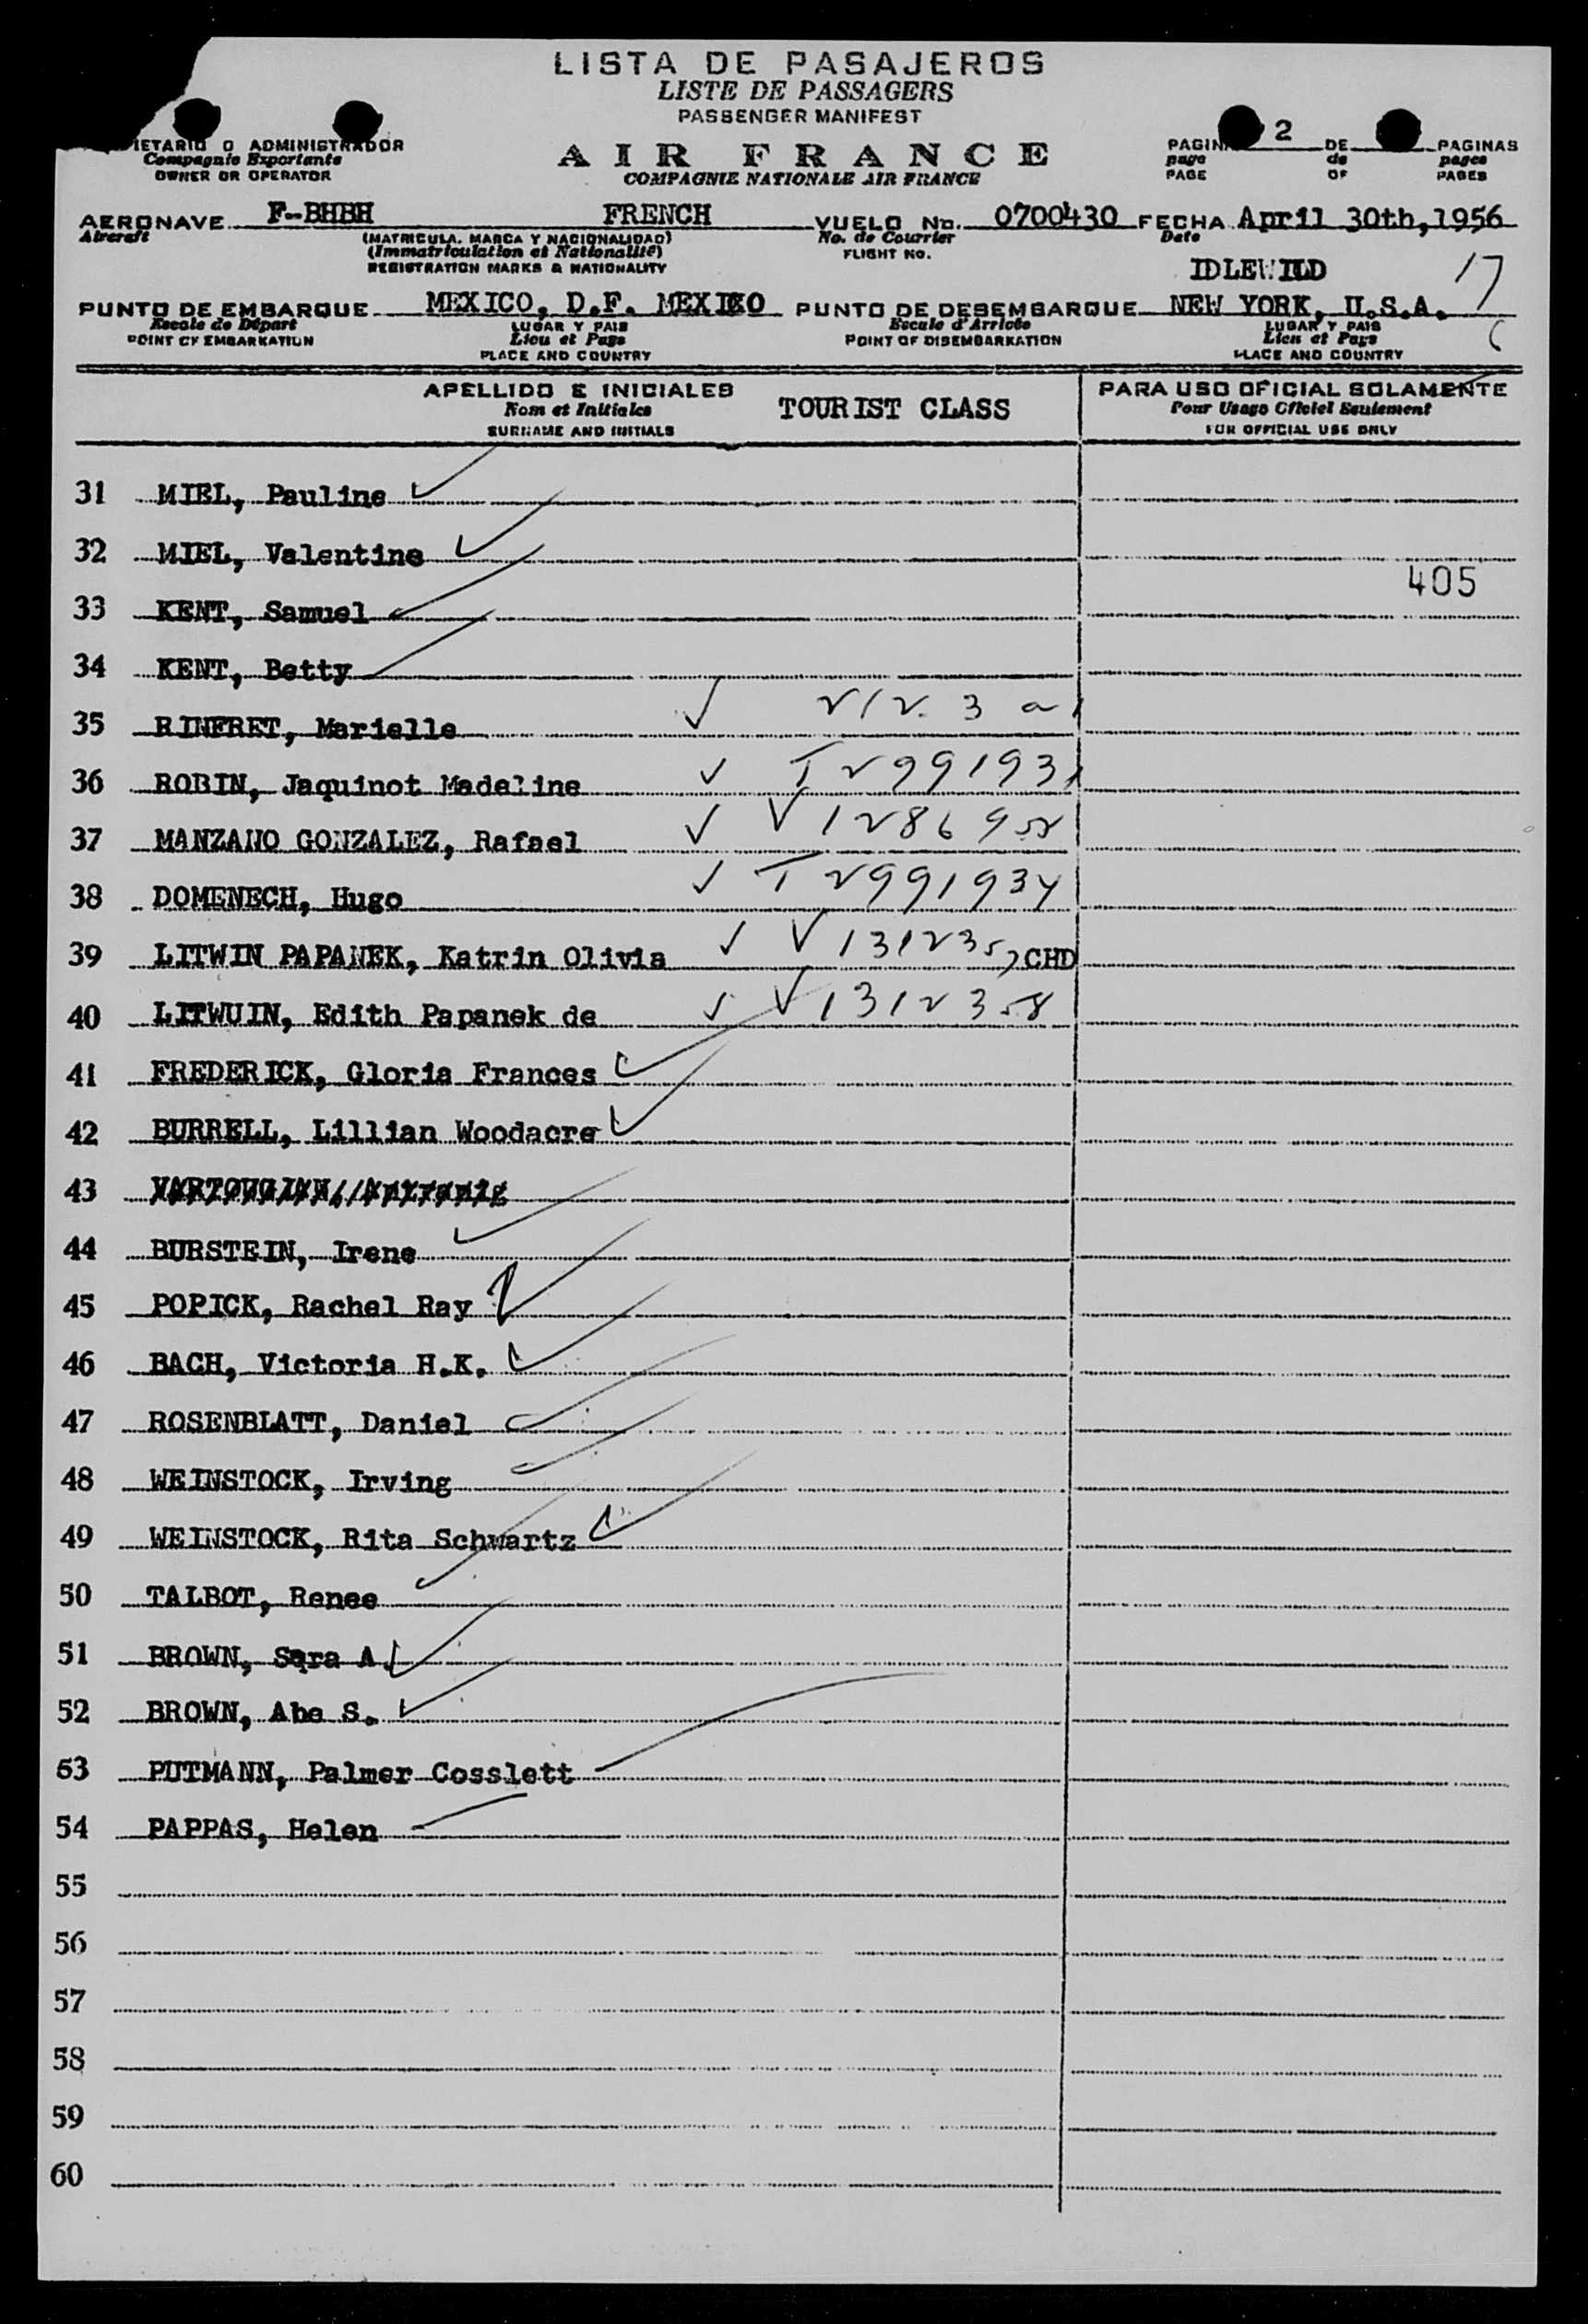 LISTA DE PASAJEROS
LISTE DE PASSAGERS
PASSENGER MANIFEST
IETARIO O ADMINISTRADOR
Compagnie Exportante
OWNER OR OPERATOR
AIR FRANCE
COMPAGNIE NATIONALE AIR FRANCE
PAGIN 2 DE PAGINAS
page de pages
PAGE OF PAGES
AERONAVE F-BHBH FRENCH VUELO No. 0700430 FECHA April 30th, 1956
Aircraft (MATRICULA, MARCA Y NACIONALIDAD) No. de Courrier Date
(Immatriculation et Nationalité) FLIGHT NO.
REGISTRATION MARKS & NATIONALITY
IDLEWILD 17
PUNTO DE EMBARQUE MEXICO, D.F. MEXICO PUNTO DE DESEMBARQUE NEW YORK, U.S.A.
Escale de Départ LUGAR Y PAIS Escale d'Arrivée LUGAR Y PAIS
POINT OF EMBARKATION Lieu et Pays POINT OF DISEMBARKATION Lieu et Pays
PLACE AND COUNTRY PLACE AND COUNTRY
APELLIDO E INICIALES PARA USO OFICIAL SOLAMENTE
Nom et Initiales TOURIST CLASS Pour Usage Officiel Seulement
SURNAME AND INITIALS FOR OFFICIAL USE ONLY
31 MIEL, Pauline
32 MIEL, Valentine
405
33 KENT, Samuel
34 KENT, Betty
35 RINFRET, Marielle 212. 3 a
36 ROBIN, Jaquinot Madeline T 2991931
37 MANZANO GONZALEZ, Rafael V 1286958
38 DOMENECH, Hugo T 2991934
39 LITWIN PAPANEK, Katrin Olivia V 1312357 CHD
40 LITWUIN, Edith Papanek de V 1312358
41 FREDERICK, Gloria Frances
42 BURRELL, Lillian Woodacre
43
44 BURSTEIN, Irene
45 POPICK, Rachel Ray
46 BACH, Victoria H.K.
47 ROSENBLATT, Daniel
48 WEINSTOCK, Irving
49 WEINSTOCK, Rita Schwartz
50 TALBOT, Renee
51 BROWN, Sara A.
52 BROWN, Abe S.
53 PUTMANN, Palmer Cosslett
54 PAPPAS, Helen
55
56
57
58
59
60